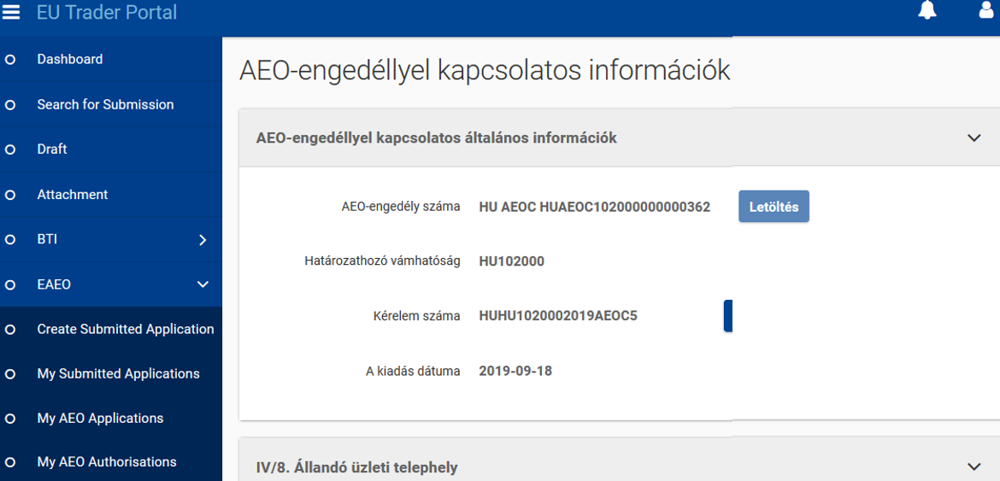 EU Trader Portal
Dashboard
Search for Submission
Draft
Attachment
BTI
EAEO
Create Submitted Application
My Submitted Applications
My AEO Applications
My AEO Authorisations
AEO-engedéllyel kapcsolatos információk
AEO-engedéllyel kapcsolatos általános információk
AEO-engedély száma HU AEOC HUAEOC102000000000362 Letöltés
Határozathozó vámhatóság HU102000
Kérelem száma HUHU1020002019AEOC5
A kiadás dátuma 2019-09-18
IV/8. Állandó üzleti telephely